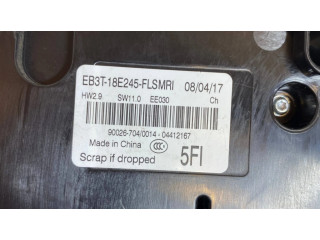 EB3T-18E245-FLSMRI 08/04/17
HW2.9 SW11.0 EE030 Ch
90026-704/0014 - 04412167
Made in China CCC
Scrap if dropped 5FI